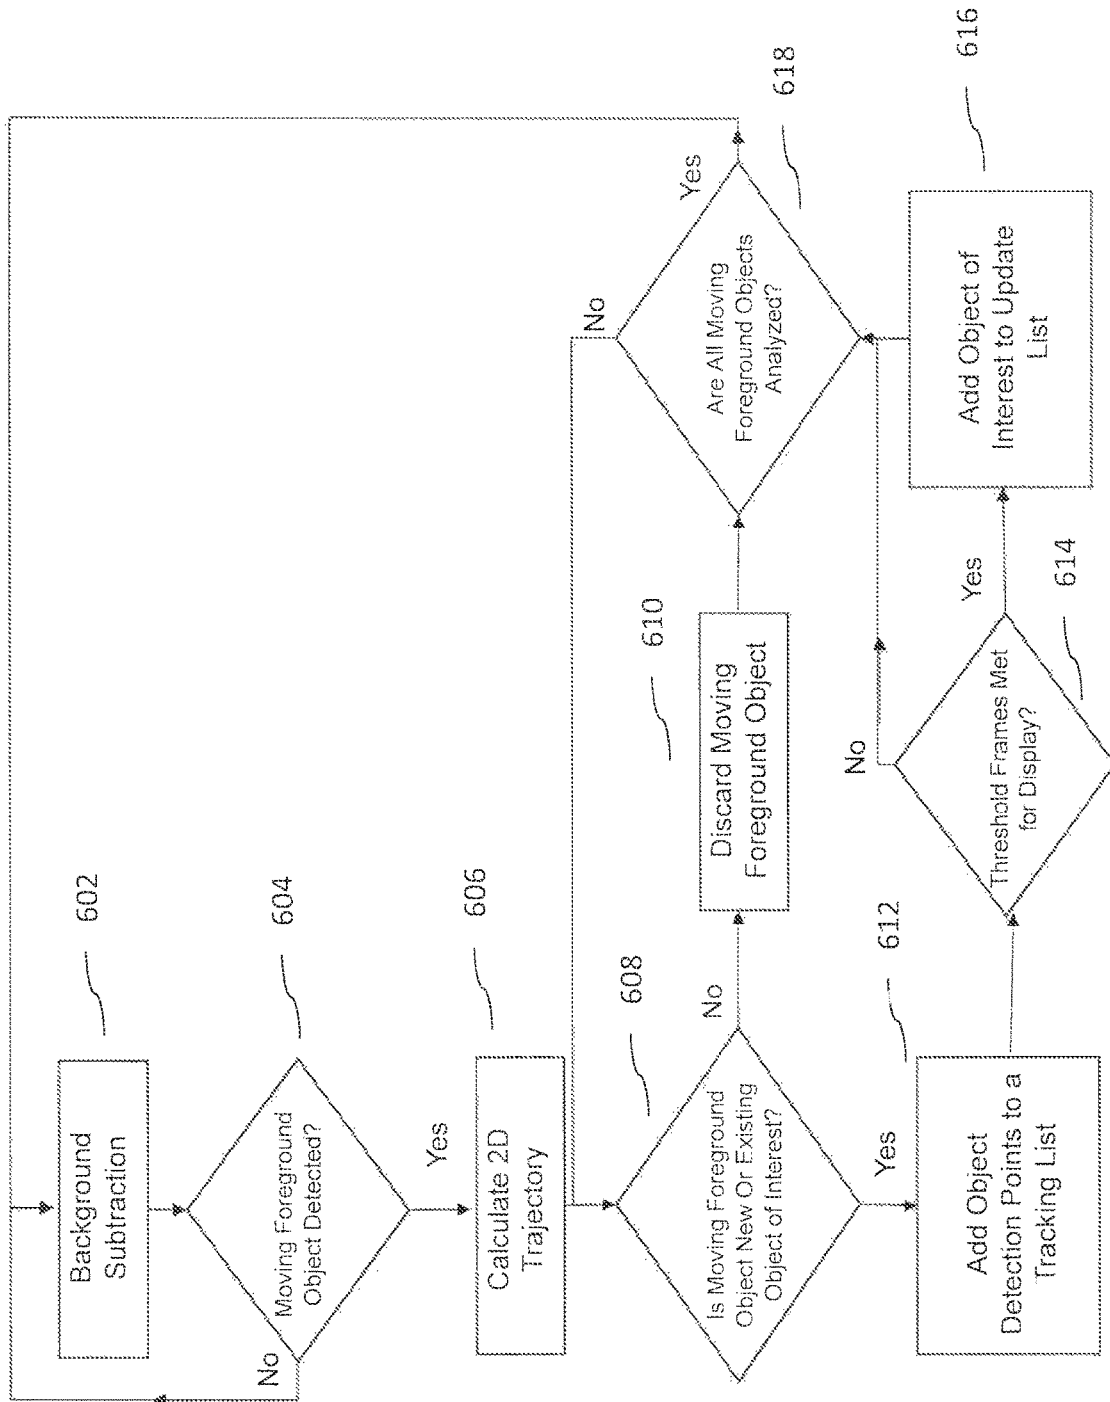 Background
Subtraction
602
Moving Foreground
Object Detected?
604
No
Yes
Calculate 2D
Trajectory
606
Is Moving Foreground
Object New Or Existing
Object of Interest?
608
No
Yes
Discard Moving
Foreground Object
610
Add Object
Detection Points to a
Tracking List
612
Threshold Frames Met
for Display?
614
No
Yes
Add Object of
Interest to Update
List
616
Are All Moving
Foreground Objects
Analyzed?
618
No
Yes